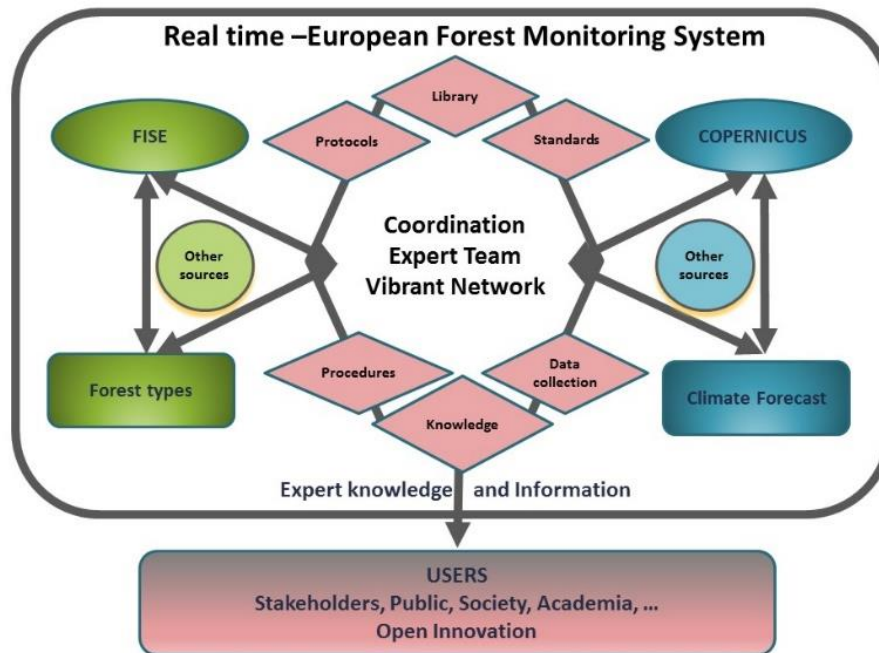 Real time –European Forest Monitoring System
Library
FISE
Protocols
Standards
COPERNICUS
Other
sources
Coordination
Expert Team
Vibrant Network
Other
sources
Forest types
Procedures
Data
collection
Climate Forecast
Knowledge
Expert knowledge and Information
USERS
Stakeholders, Public, Society, Academia, ...
Open Innovation